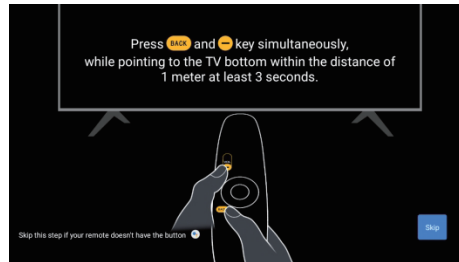 Press BACK and − key simultaneously,
while pointing to the TV bottom within the distance of
1 meter at least 3 seconds.
BACK
Skip this step if your remote doesn't have the button
Skip